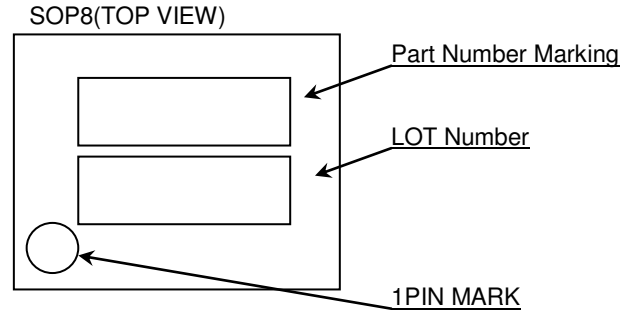 SOP8(TOP VIEW)
Part Number Marking
LOT Number
1PIN MARK